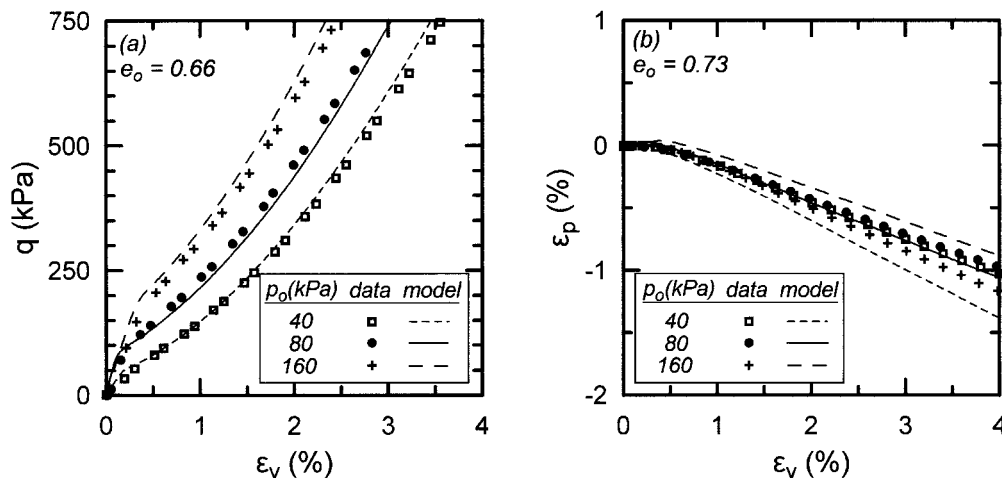 (a)
e_o = 0.66
750
500
250
0
q (kPa)
p_o(kPa) data model
40
80
160
0 1 2 3 4
ε_v (%)
(b)
e_o = 0.73
1
0
-1
-2
ε_p (%)
p_o(kPa) data model
40
80
160
0 1 2 3 4
ε_v (%)